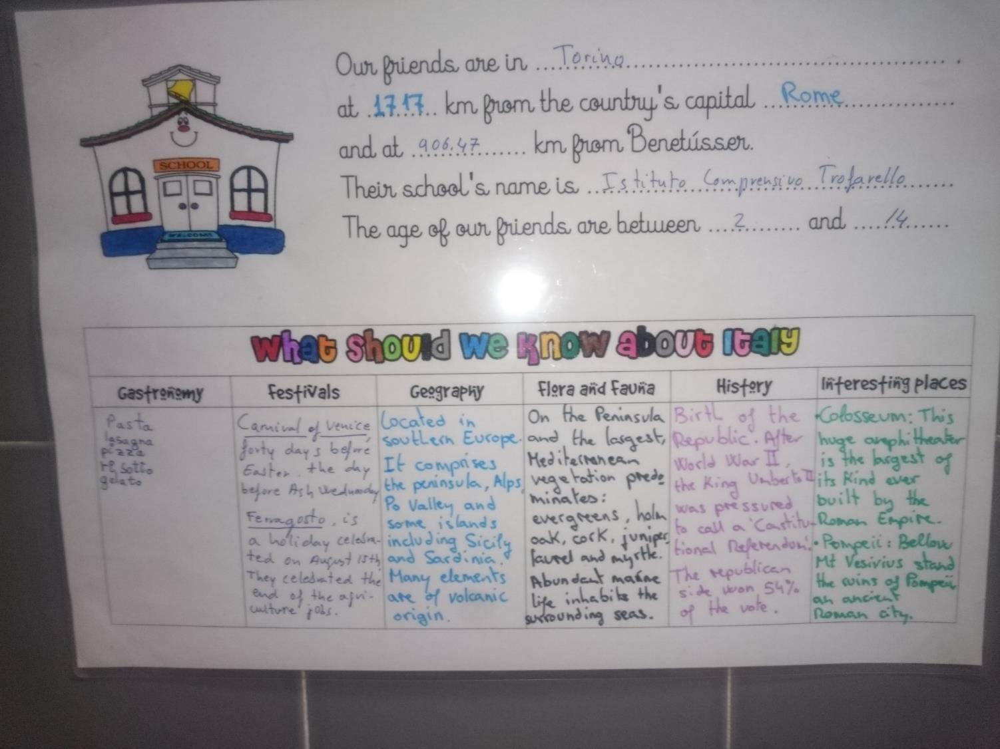 Our friends are in Torino
at 1717 km from the country's capital Rome
and at 906.47 km from Benetússer.
Their school's name is Istituto Comprensivo Trofarello
The age of our friends are between 2 and 14
SCHOOL
WELCOME
What should we know about Italy
Gastronomy
Pasta
lasagna
pizza
risotto
gelato
Festivals
Carnival of Venice,
forty days before
Easter. the day
before Ash Wednesday
Ferragosto, is
a holiday celebra-
ted on August 15th
They celebrated the
end of the agri-
culture jobs.
Geography
Located in
southern Europe.
It comprises
the peninsula, Alps,
Po Valley and
some islands
including Sicily
and Sardinia.
Many elements
are of volcanic
origin.
Flora and Fauna
On the Peninsula
and the largest,
Mediterranean
vegetation predo
minates:
evergreens, holm
oak, cork, juniper,
laurel and myrtle.
Abundant marine
life inhabits the
surrounding seas.
History
Birth of the
Republic. After
World War II,
the King Umberto II
was pressured
to call a "Constitu-
tional Referendum".
The republican
side won 54%
of the vote.
Interesting places
•Colosseum: This
huge amphitheater
is the largest of
its kind ever
built by the
Roman Empire.
•Pompeii: Bellow
Mt Vesivius stand
the ruins of Pompeii
an ancient
Roman city.